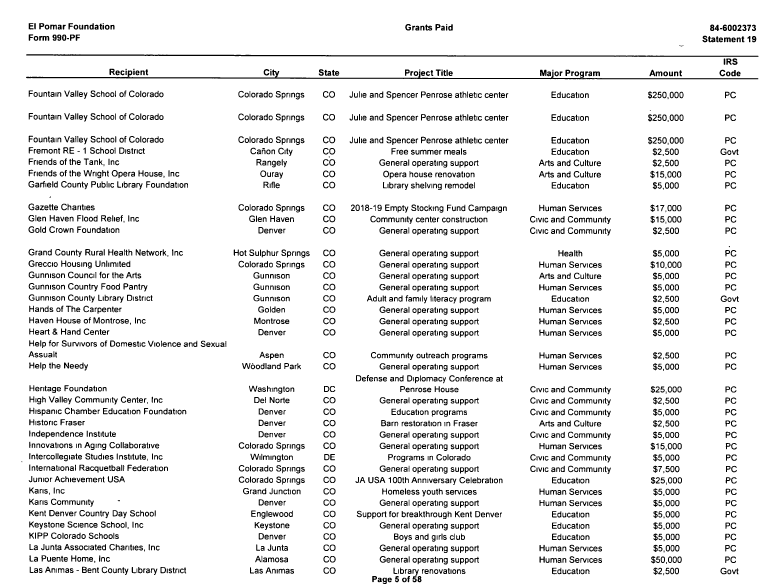 El Pomar Foundation Grants Paid 84-6002373
Form 990-PF Statement 19
IRS
Recipient City State Project Title Major Program Amount Code
Fountain Valley School of Colorado Colorado Springs CO Julie and Spencer Penrose athletic center Education $250,000 PC
Fountain Valley School of Colorado Colorado Springs CO Julie and Spencer Penrose athletic center Education $250,000 PC
Fountain Valley School of Colorado Colorado Springs CO Julie and Spencer Penrose athletic center Education $250,000 PC
Fremont RE - 1 School District Cañon City CO Free summer meals Education $2,500 Govt
Friends of the Tank, Inc Rangely CO General operating support Arts and Culture $2,500 PC
Friends of the Wright Opera House, Inc Ouray CO Opera house renovation Arts and Culture $15,000 PC
Garfield County Public Library Foundation Rifle CO Library shelving remodel Education $5,000 PC
Gazette Charities Colorado Springs CO 2018-19 Empty Stocking Fund Campaign Human Services $17,000 PC
Glen Haven Flood Relief, Inc Glen Haven CO Community center construction Civic and Community $15,000 PC
Gold Crown Foundation Denver CO General operating support Civic and Community $2,500 PC
Grand County Rural Health Network, Inc Hot Sulphur Springs CO General operating support Health $5,000 PC
Greccio Housing Unlimited Colorado Springs CO General operating support Human Services $10,000 PC
Gunnison Council for the Arts Gunnison CO General operating support Arts and Culture $5,000 PC
Gunnison Country Food Pantry Gunnison CO General operating support Human Services $5,000 PC
Gunnison County Library District Gunnison CO Adult and family literacy program Education $2,500 Govt
Hands of The Carpenter Golden CO General operating support Human Services $5,000 PC
Haven House of Montrose, Inc Montrose CO General operating support Human Services $2,500 PC
Heart & Hand Center Denver CO General operating support Human Services $5,000 PC
Help for Survivors of Domestic Violence and Sexual
Assualt Aspen CO Community outreach programs Human Services $2,500 PC
Help the Needy Woodland Park CO General operating support Human Services $5,000 PC
Defense and Diplomacy Conference at
Heritage Foundation Washington DC Penrose House Civic and Community $25,000 PC
High Valley Community Center, Inc Del Norte CO General operating support Civic and Community $2,500 PC
Hispanic Chamber Education Foundation Denver CO Education programs Civic and Community $5,000 PC
Historic Fraser Denver CO Barn restoration in Fraser Arts and Culture $2,500 PC
Independence Institute Denver CO General operating support Civic and Community $5,000 PC
Innovations in Aging Collaborative Colorado Springs CO General operating support Human Services $15,000 PC
Intercollegiate Studies Institute, Inc Wilmington DE Programs in Colorado Civic and Community $5,000 PC
International Racquetball Federation Colorado Springs CO General operating support Civic and Community $7,500 PC
Junior Achievement USA Colorado Springs CO JA USA 100th Anniversary Celebration Education $25,000 PC
Karis, Inc Grand Junction CO Homeless youth services Human Services $5,000 PC
Karis Community Denver CO General operating support Human Services $5,000 PC
Kent Denver Country Day School Englewood CO Support for breakthrough Kent Denver Education $5,000 PC
Keystone Science School, Inc Keystone CO General operating support Education $5,000 PC
KIPP Colorado Schools Denver CO Boys and girls club Education $5,000 PC
La Junta Associated Charities, Inc La Junta CO General operating support Human Services $5,000 PC
La Puente Home, Inc Alamosa CO General operating support Human Services $50,000 PC
Las Animas - Bent County Library District Las Animas CO Library renovations Education $2,500 Govt
Page 5 of 58